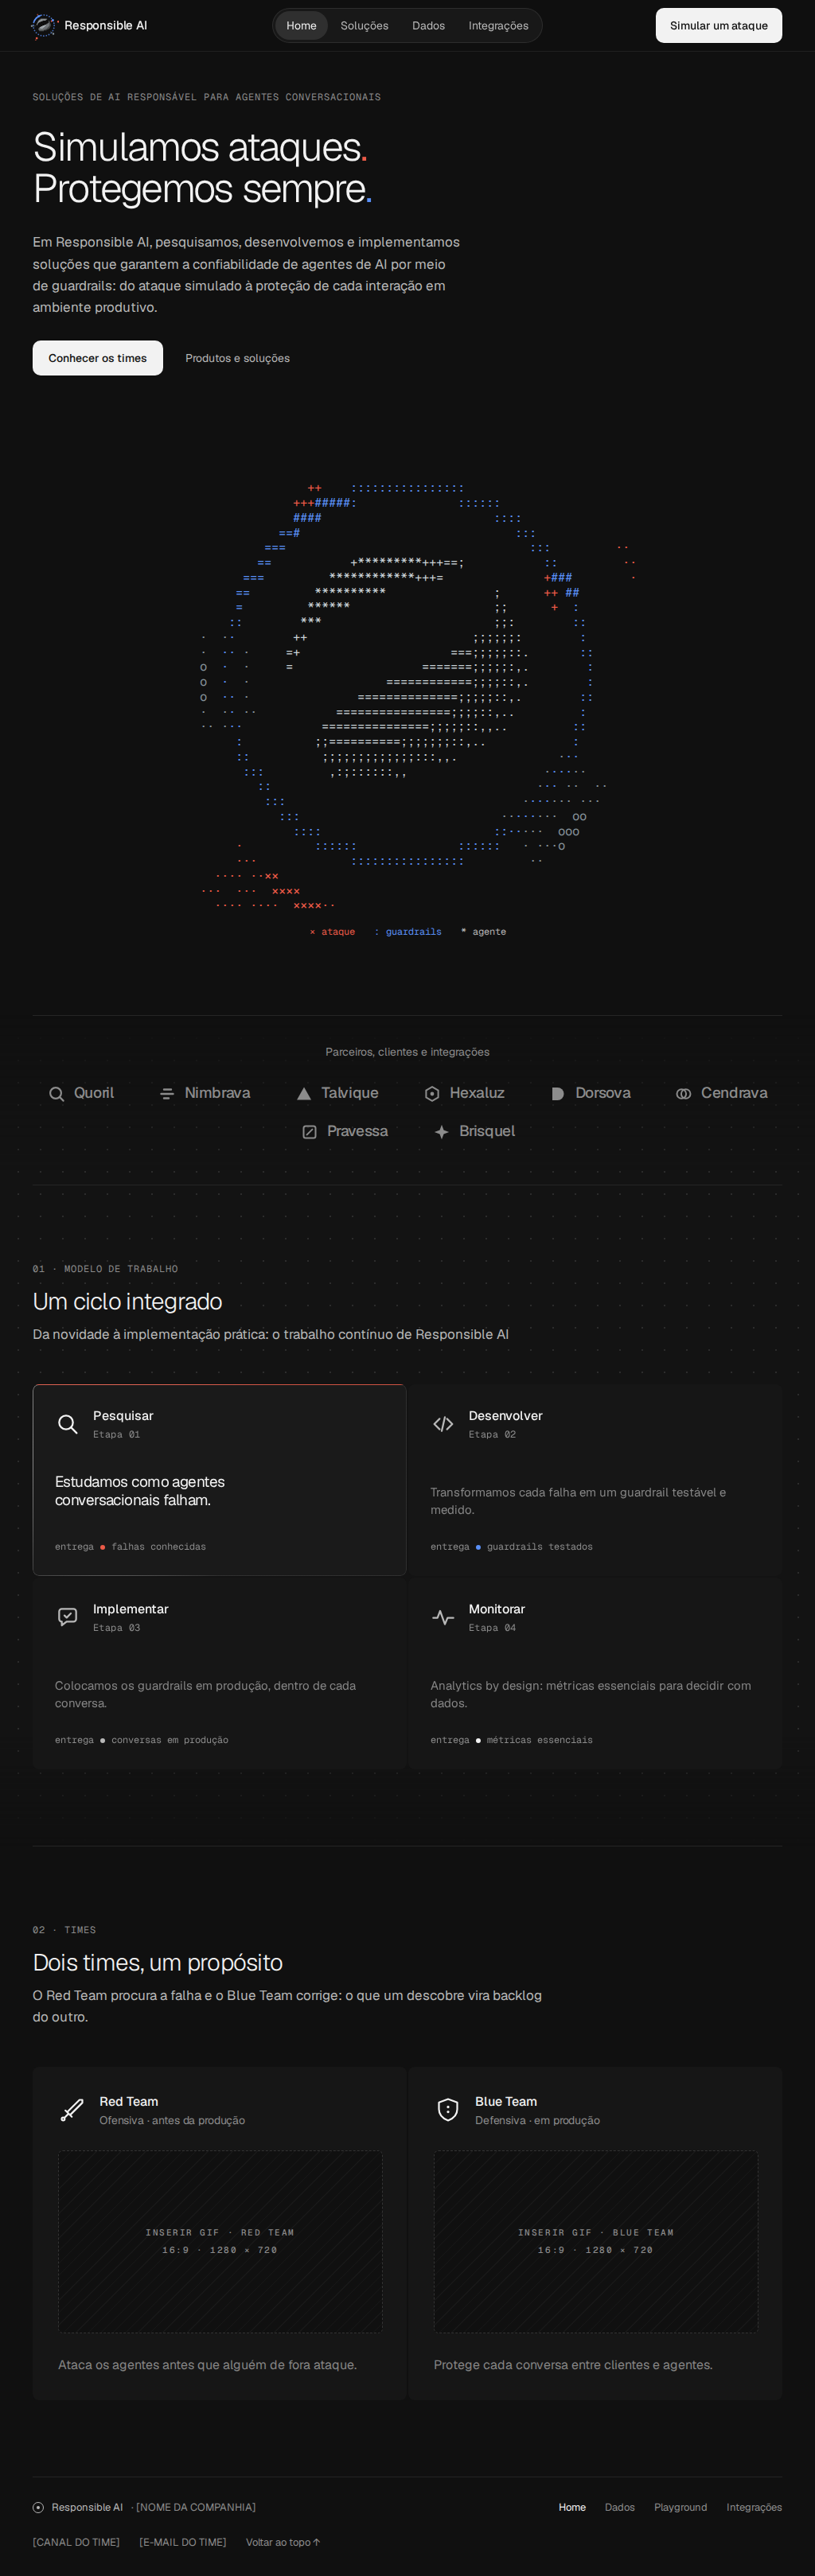 Responsible AI
Home
Soluções
Dados
Integrações
Simular um ataque
SOLUÇÕES DE AI RESPONSÁVEL PARA AGENTES CONVERSACIONAIS
Simulamos ataques.
Protegemos sempre.
Em Responsible AI, pesquisamos, desenvolvemos e implementamos
soluções que garantem a confiabilidade de agentes de AI por meio
de guardrails: do ataque simulado à proteção de cada interação em
ambiente produtivo.
Conhecer os times
Produtos e soluções
× ataque
: guardrails
* agente
Parceiros, clientes e integrações
Quoril
Nimbrava
Talvique
Hexaluz
Dorsova
Cendrava
Pravessa
Brisquel
01 · MODELO DE TRABALHO
Um ciclo integrado
Da novidade à implementação prática: o trabalho contínuo de Responsible AI
Pesquisar
Etapa 01
Estudamos como agentes
conversacionais falham.
entrega ● falhas conhecidas
Desenvolver
Etapa 02
Transformamos cada falha em um guardrail testável e
medido.
entrega ● guardrails testados
Implementar
Etapa 03
Colocamos os guardrails em produção, dentro de cada
conversa.
entrega ● conversas em produção
Monitorar
Etapa 04
Analytics by design: métricas essenciais para decidir com
dados.
entrega ● métricas essenciais
02 · TIMES
Dois times, um propósito
O Red Team procura a falha e o Blue Team corrige: o que um descobre vira backlog
do outro.
Red Team
Ofensiva · antes da produção
INSERIR GIF · RED TEAM
16:9 · 1280 × 720
Ataca os agentes antes que alguém de fora ataque.
Blue Team
Defensiva · em produção
INSERIR GIF · BLUE TEAM
16:9 · 1280 × 720
Protege cada conversa entre clientes e agentes.
Responsible AI · [NOME DA COMPANHIA]
Home
Dados
Playground
Integrações
[CANAL DO TIME]
[E-MAIL DO TIME]
Voltar ao topo ↑